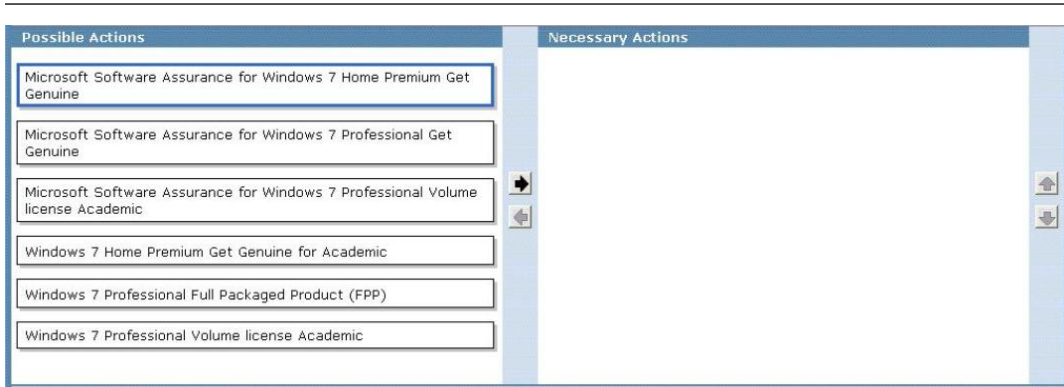 Possible Actions
Necessary Actions
Microsoft Software Assurance for Windows 7 Home Premium Get
Genuine
Microsoft Software Assurance for Windows 7 Professional Get
Genuine
Microsoft Software Assurance for Windows 7 Professional Volume
license Academic
Windows 7 Home Premium Get Genuine for Academic
Windows 7 Professional Full Packaged Product (FPP)
Windows 7 Professional Volume license Academic